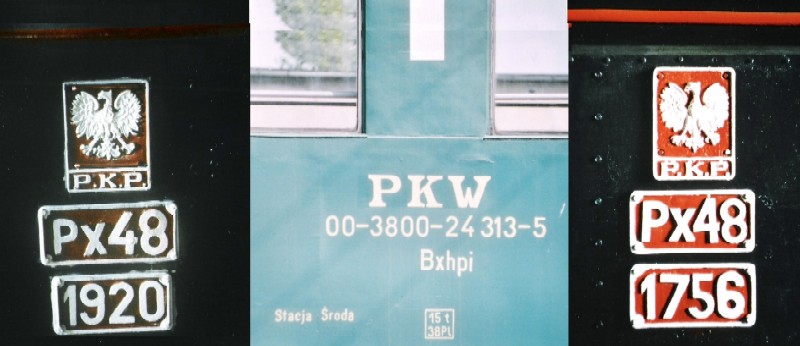 P.K.P.
Px48
1920
PKW
00-3800-24 313-5
Bxhpi
Stacja Środa
15 t
38Pl
P.K.P.
Px48
1756